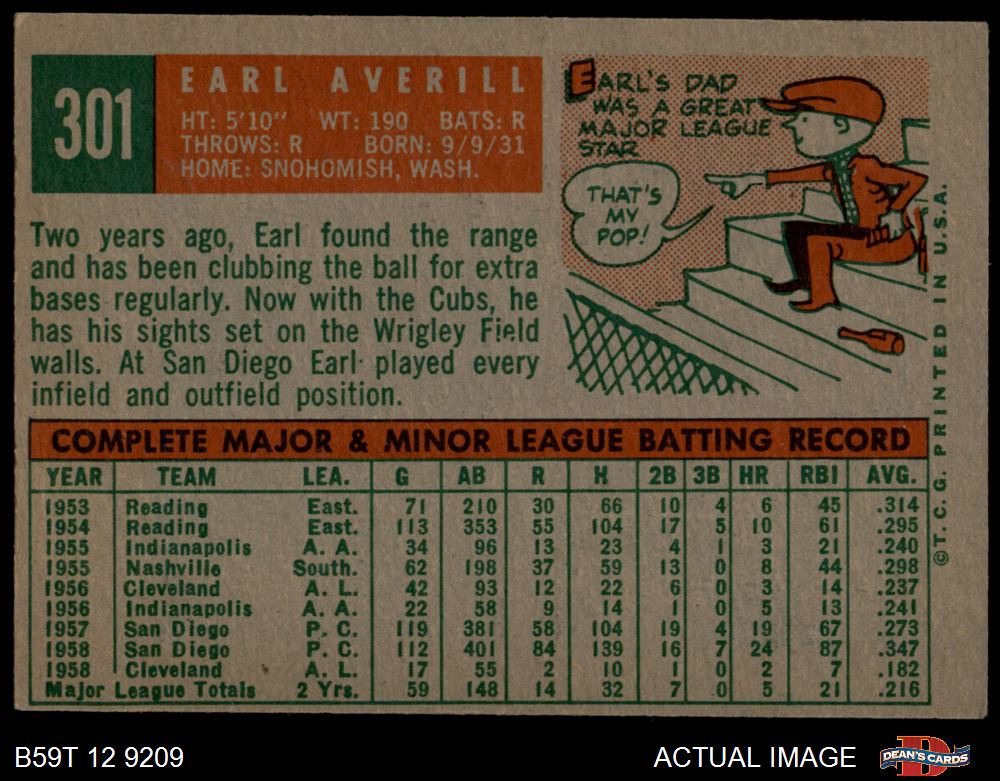 301
EARL AVERILL
HT: 5'10" WT: 190 BATS: R
THROWS: R BORN: 9/9/31
HOME: SNOHOMISH, WASH.
EARL'S DAD
WAS A GREAT
MAJOR LEAGUE
STAR
THAT'S
MY
POP!
Two years ago, Earl found the range
and has been clubbing the ball for extra
bases regularly. Now with the Cubs, he
has his sights set on the Wrigley Field
walls. At San Diego Earl played every
infield and outfield position.
COMPLETE MAJOR & MINOR LEAGUE BATTING RECORD
YEAR TEAM LEA. G AB R H 2B 3B HR RBI AVG.
1953 Reading East. 71 210 30 66 10 4 6 45 .314
1954 Reading East. 113 353 55 104 17 5 10 61 .295
1955 Indianapolis A. A. 34 96 13 23 4 1 3 21 .240
1955 Nashville South. 62 198 37 59 13 0 8 44 .298
1956 Cleveland A. L. 42 93 12 22 6 0 3 14 .237
1956 Indianapolis A. A. 22 58 9 14 1 0 5 13 .241
1957 San Diego P. C. 119 381 58 104 19 4 19 67 .273
1958 San Diego P. C. 112 401 84 139 16 7 24 87 .347
1958 Cleveland A. L. 17 55 2 10 1 0 2 7 .182
Major League Totals 2 Yrs. 59 148 14 32 7 0 5 21 .216
©T. C. G. PRINTED IN U.S.A.
B59T 12 9209
ACTUAL IMAGE
DEAN'S CARDS